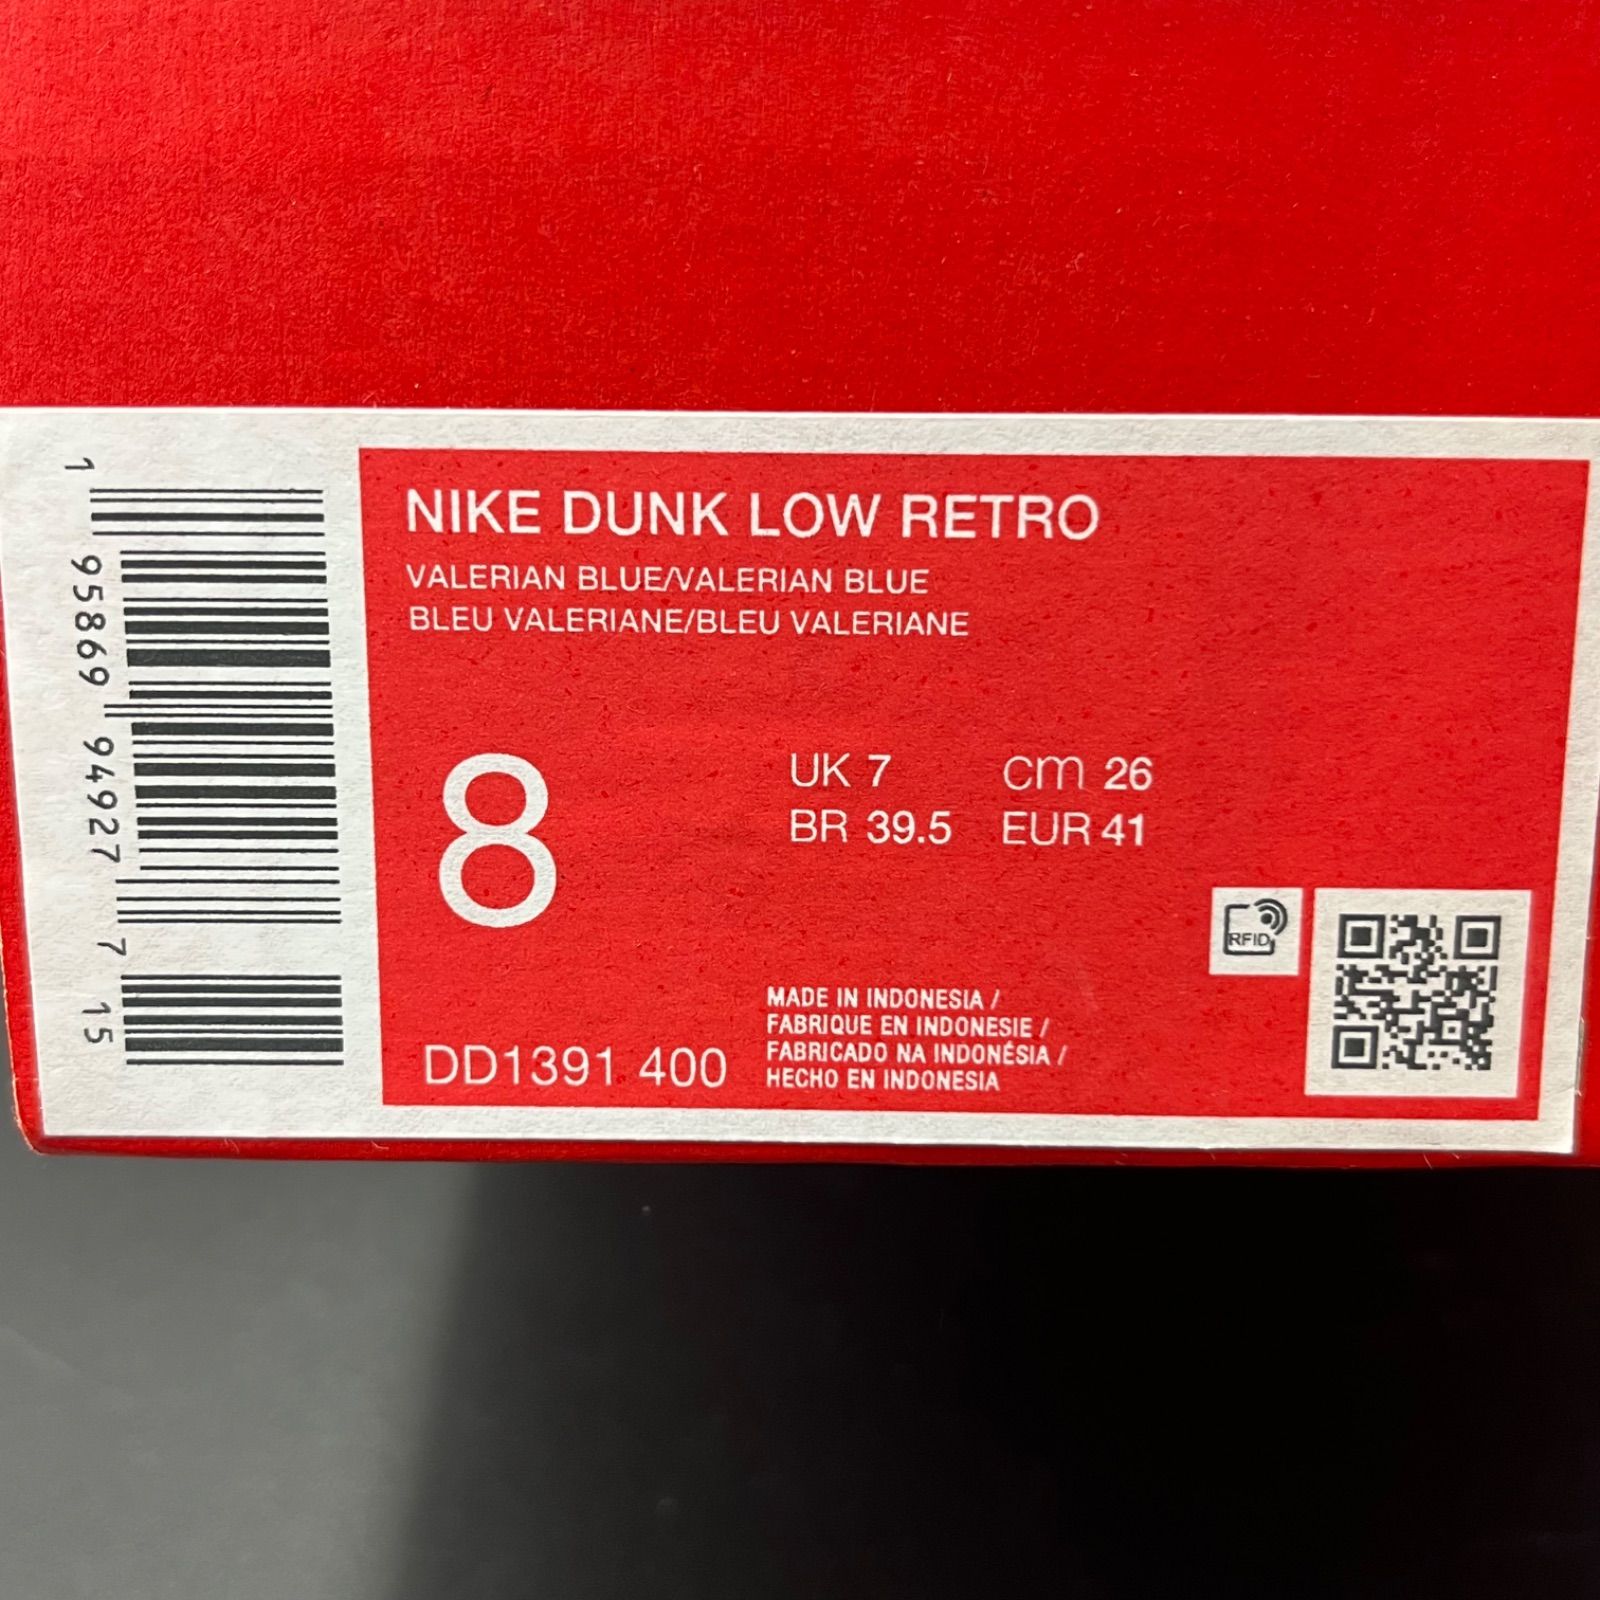 NIKE DUNK LOW RETRO
VALERIAN BLUE/VALERIAN BLUE
BLEU VALERIANE/BLEU VALERIANE
8
UK 7 cm 26
BR 39.5 EUR 41
RFID
DD1391 400
MADE IN INDONESIA /
FABRIQUE EN INDONESIE /
FABRICADO NA INDONÉSIA /
HECHO EN INDONESIA
1 95869 94927 7 15